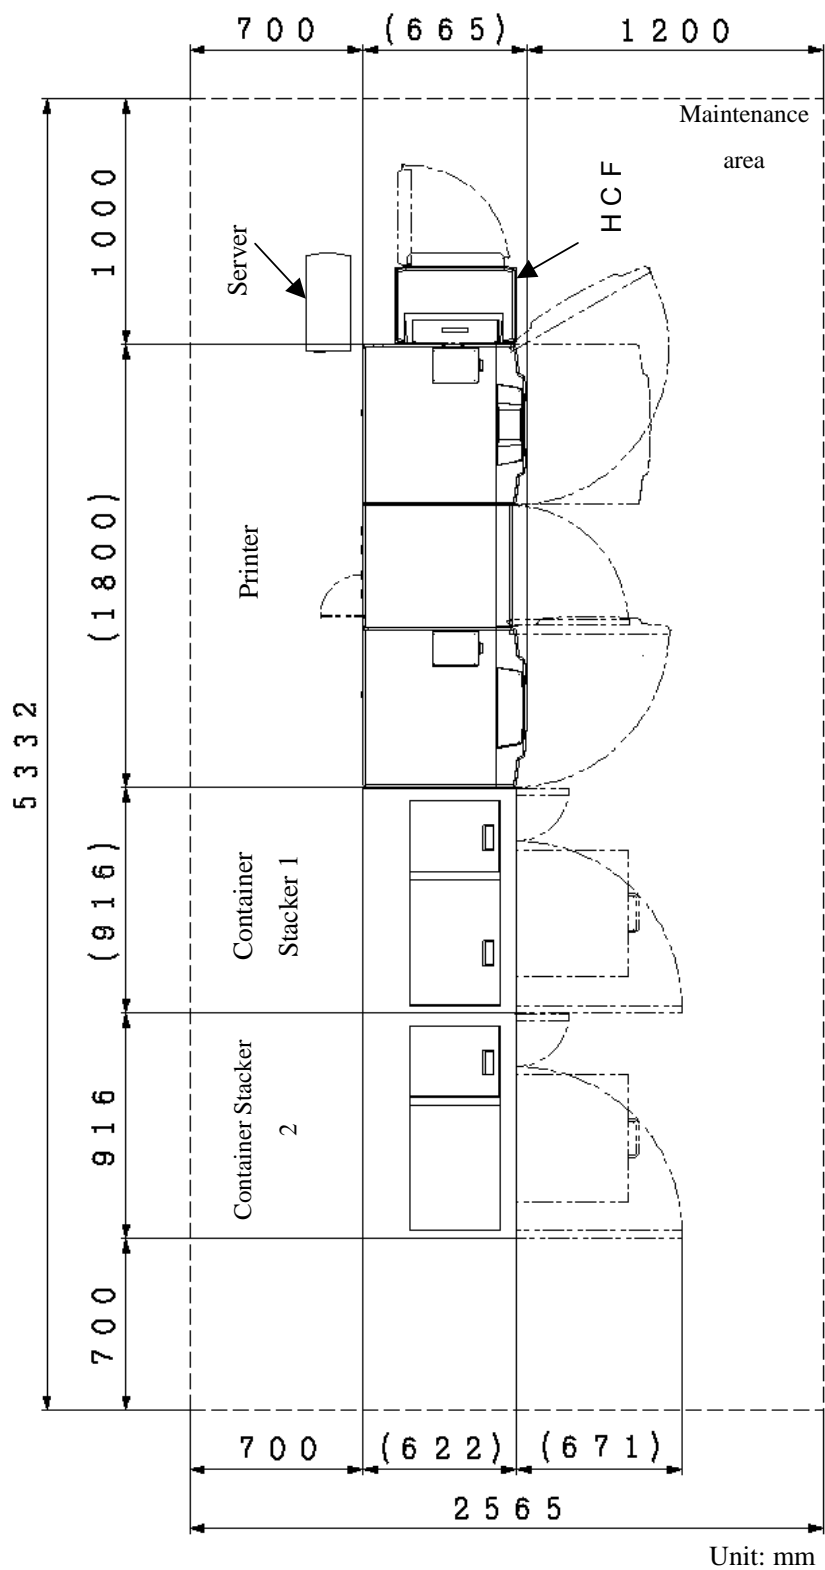 700
(665)
1200
Maintenance
area
1000
Server
HCF
(1800)
Printer
5332
(916)
Container
Stacker 1
916
Container Stacker
2
700
700
(622)
(671)
2565
Unit: mm